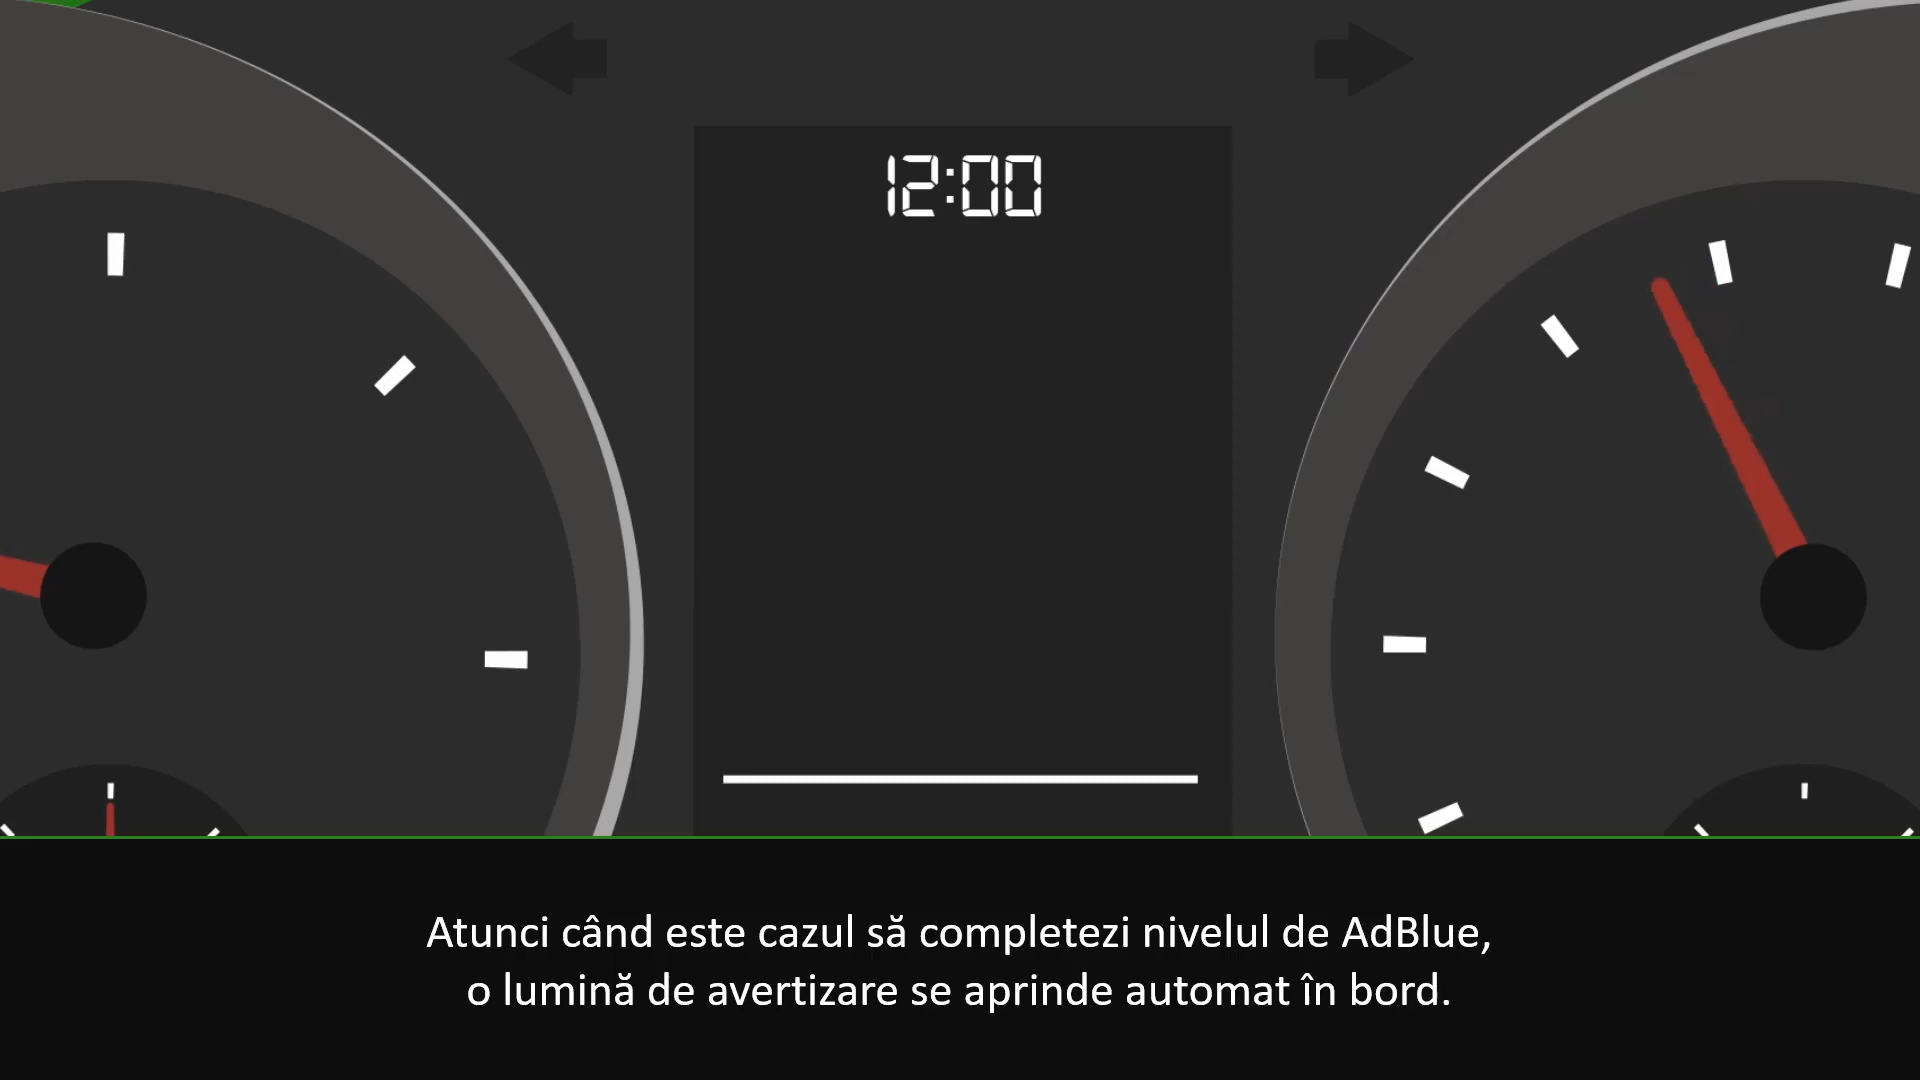 12:00
Atunci când este cazul să completezi nivelul de AdBlue,
o lumină de avertizare se aprinde automat în bord.